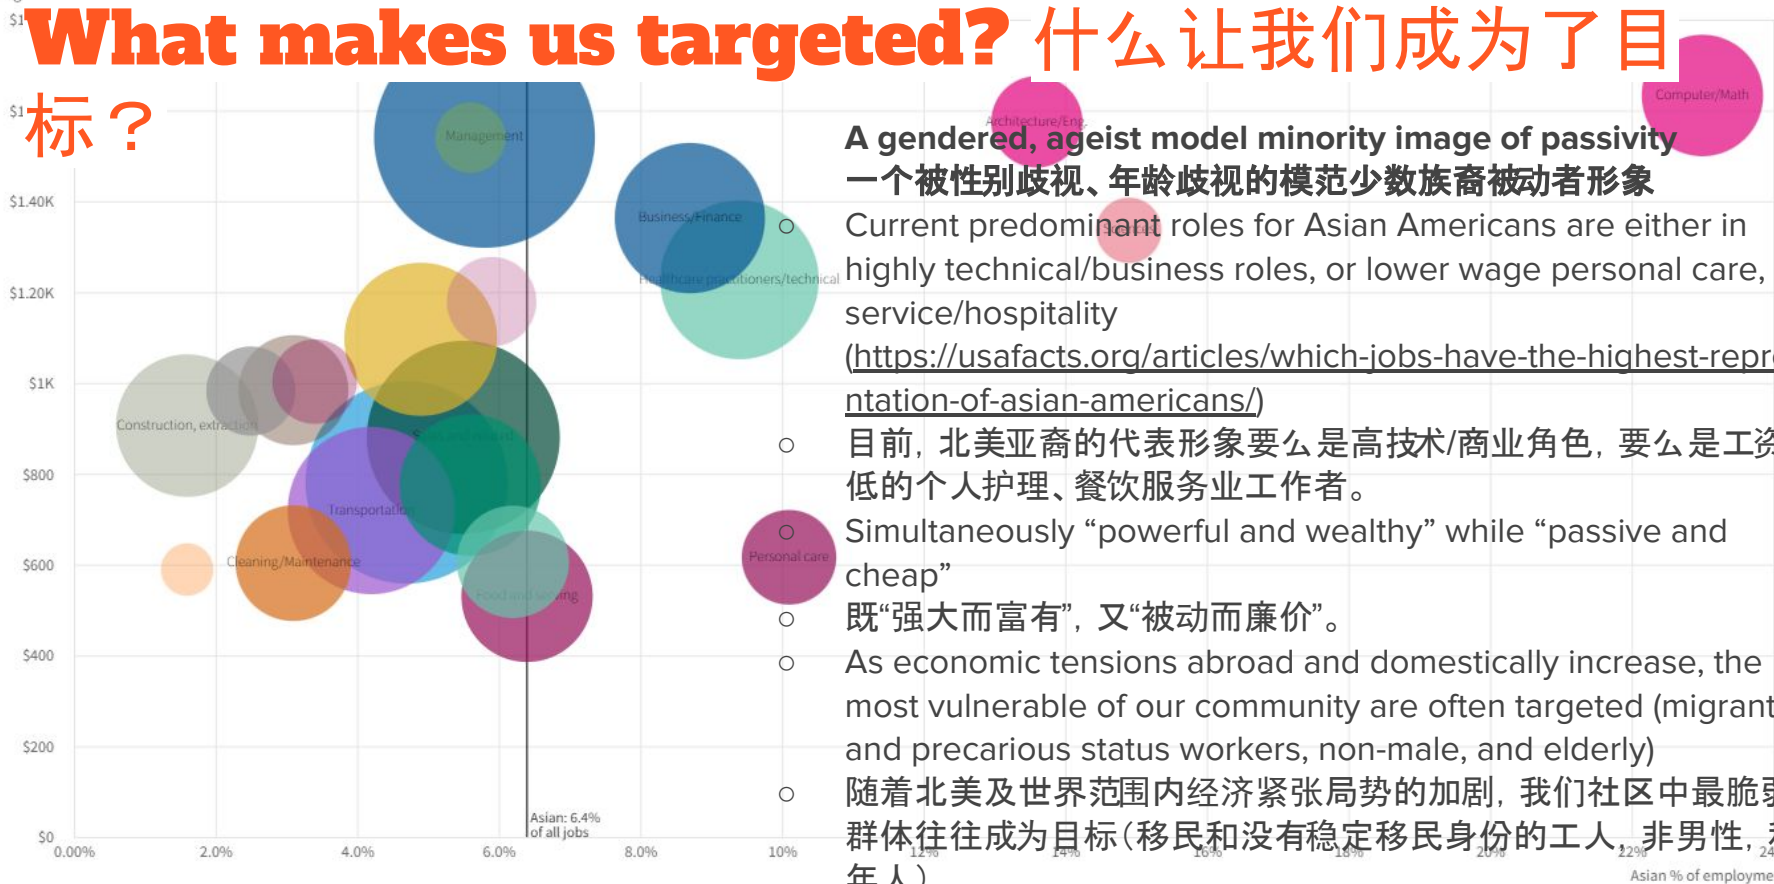 What makes us targeted? 什么让我们成为了目
标？
A gendered, ageist model minority image of passivity
一个被性别歧视、年龄歧视的模范少数族裔被动者形象
○ Current predominant roles for Asian Americans are either in
highly technical/business roles, or lower wage personal care,
service/hospitality
(https://usafacts.org/articles/which-jobs-have-the-highest-repre
ntation-of-asian-americans/)
○ 目前，北美亚裔的代表形象要么是高技术/商业角色，要么是工资
低的个人护理、餐饮服务业工作者。
○ Simultaneously “powerful and wealthy” while “passive and
cheap”
○ 既“强大而富有”，又“被动而廉价”。
○ As economic tensions abroad and domestically increase, the
most vulnerable of our community are often targeted (migrant
and precarious status workers, non-male, and elderly)
○ 随着北美及世界范围内经济紧张局势的加剧，我们社区中最脆弱
群体往往成为目标（移民和没有稳定移民身份的工人，非男性，
年人）
Management
Computer/Math
Architecture/Eng.
Business/Finance
Healthcare practitioners/technical
Construction, extraction
Transportation
Cleaning/Maintenance
Personal care
Food and serving
$1.40K
$1.20K
$1K
$800
$600
$400
$200
$0
Asian: 6.4%
of all jobs
0.00% 2.0% 4.0% 6.0% 8.0% 10% 12% 14% 16% 18% 20% 22% 24
Asian % of employme